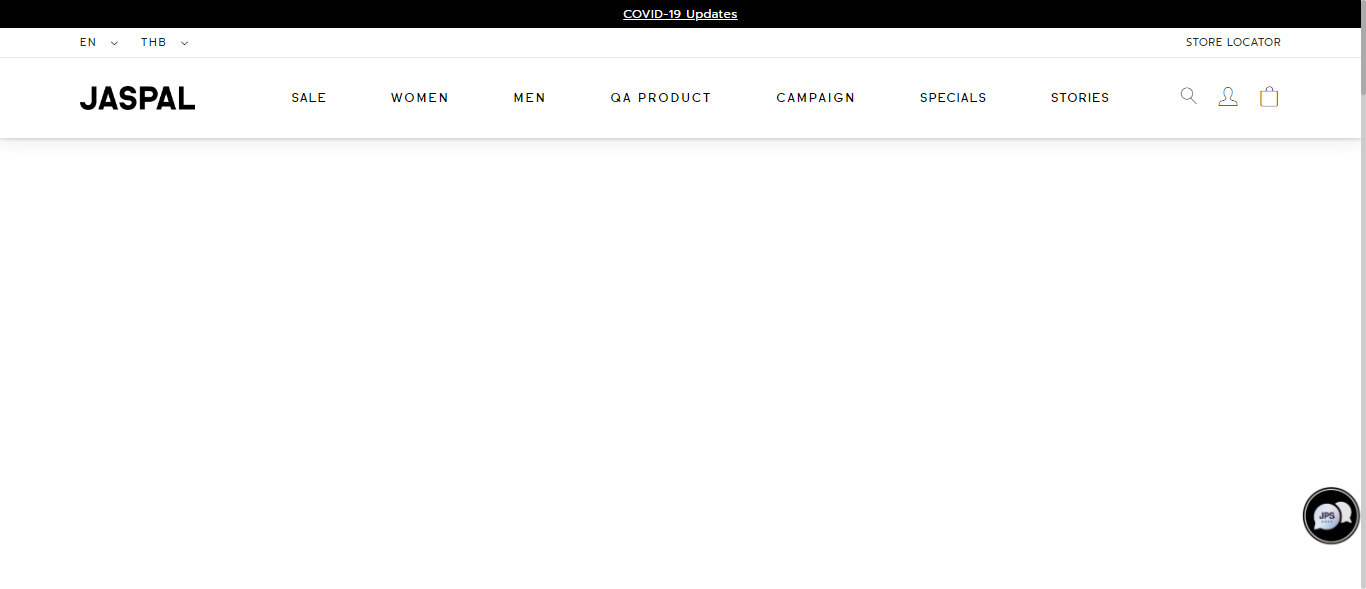 COVID-19 Updates
EN THB STORE LOCATOR
JASPAL SALE WOMEN MEN QA PRODUCT CAMPAIGN SPECIALS STORIES
JPS